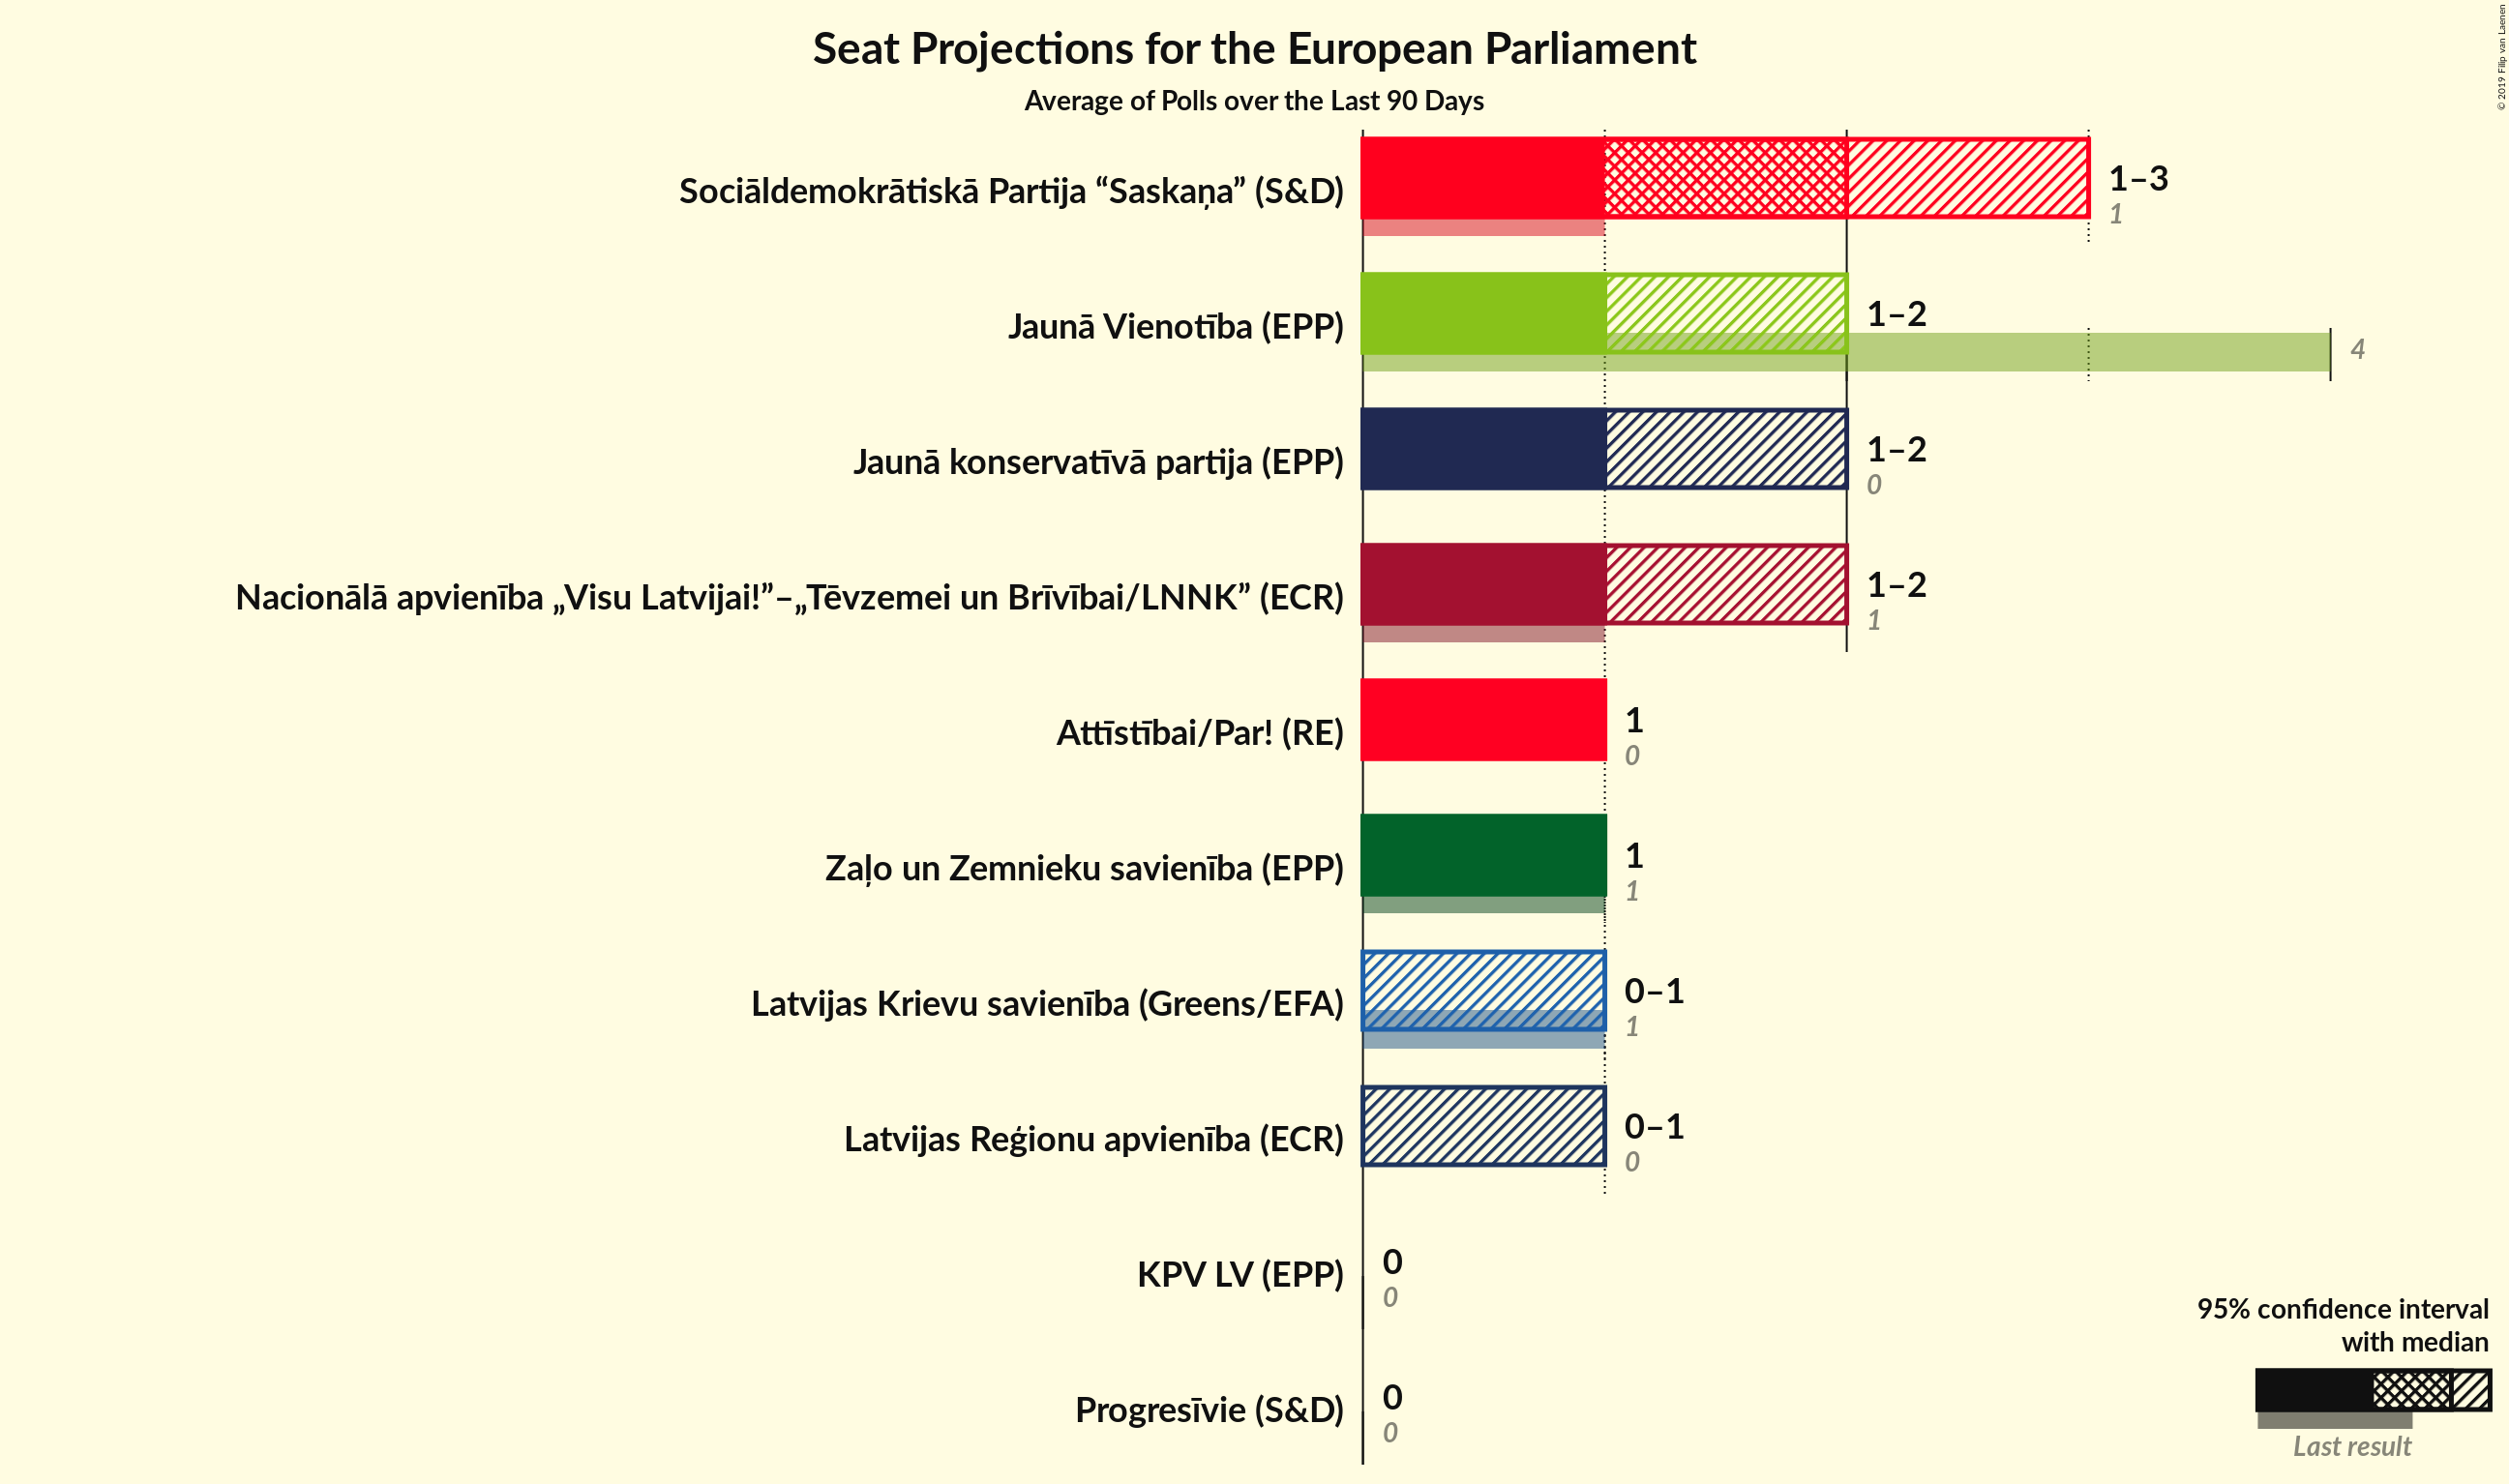 Seat Projections for the European Parliament
Average of Polls over the Last 90 Days
© 2019 Filip van Laenen
Sociāldemokrātiskā Partija “Saskaņa” (S&D)
1–3
1
Jaunā Vienotība (EPP)
1–2
4
Jaunā konservatīvā partija (EPP)
1–2
0
Nacionālā apvienība „Visu Latvijai!”–„Tēvzemei un Brīvībai/LNNK” (ECR)
1–2
1
Attīstībai/Par! (RE)
1
0
Zaļo un Zemnieku savienība (EPP)
1
1
Latvijas Krievu savienība (Greens/EFA)
0–1
1
Latvijas Reģionu apvienība (ECR)
0–1
0
KPV LV (EPP)
0
0
Progresīvie (S&D)
0
0
95% confidence interval
with median
Last result